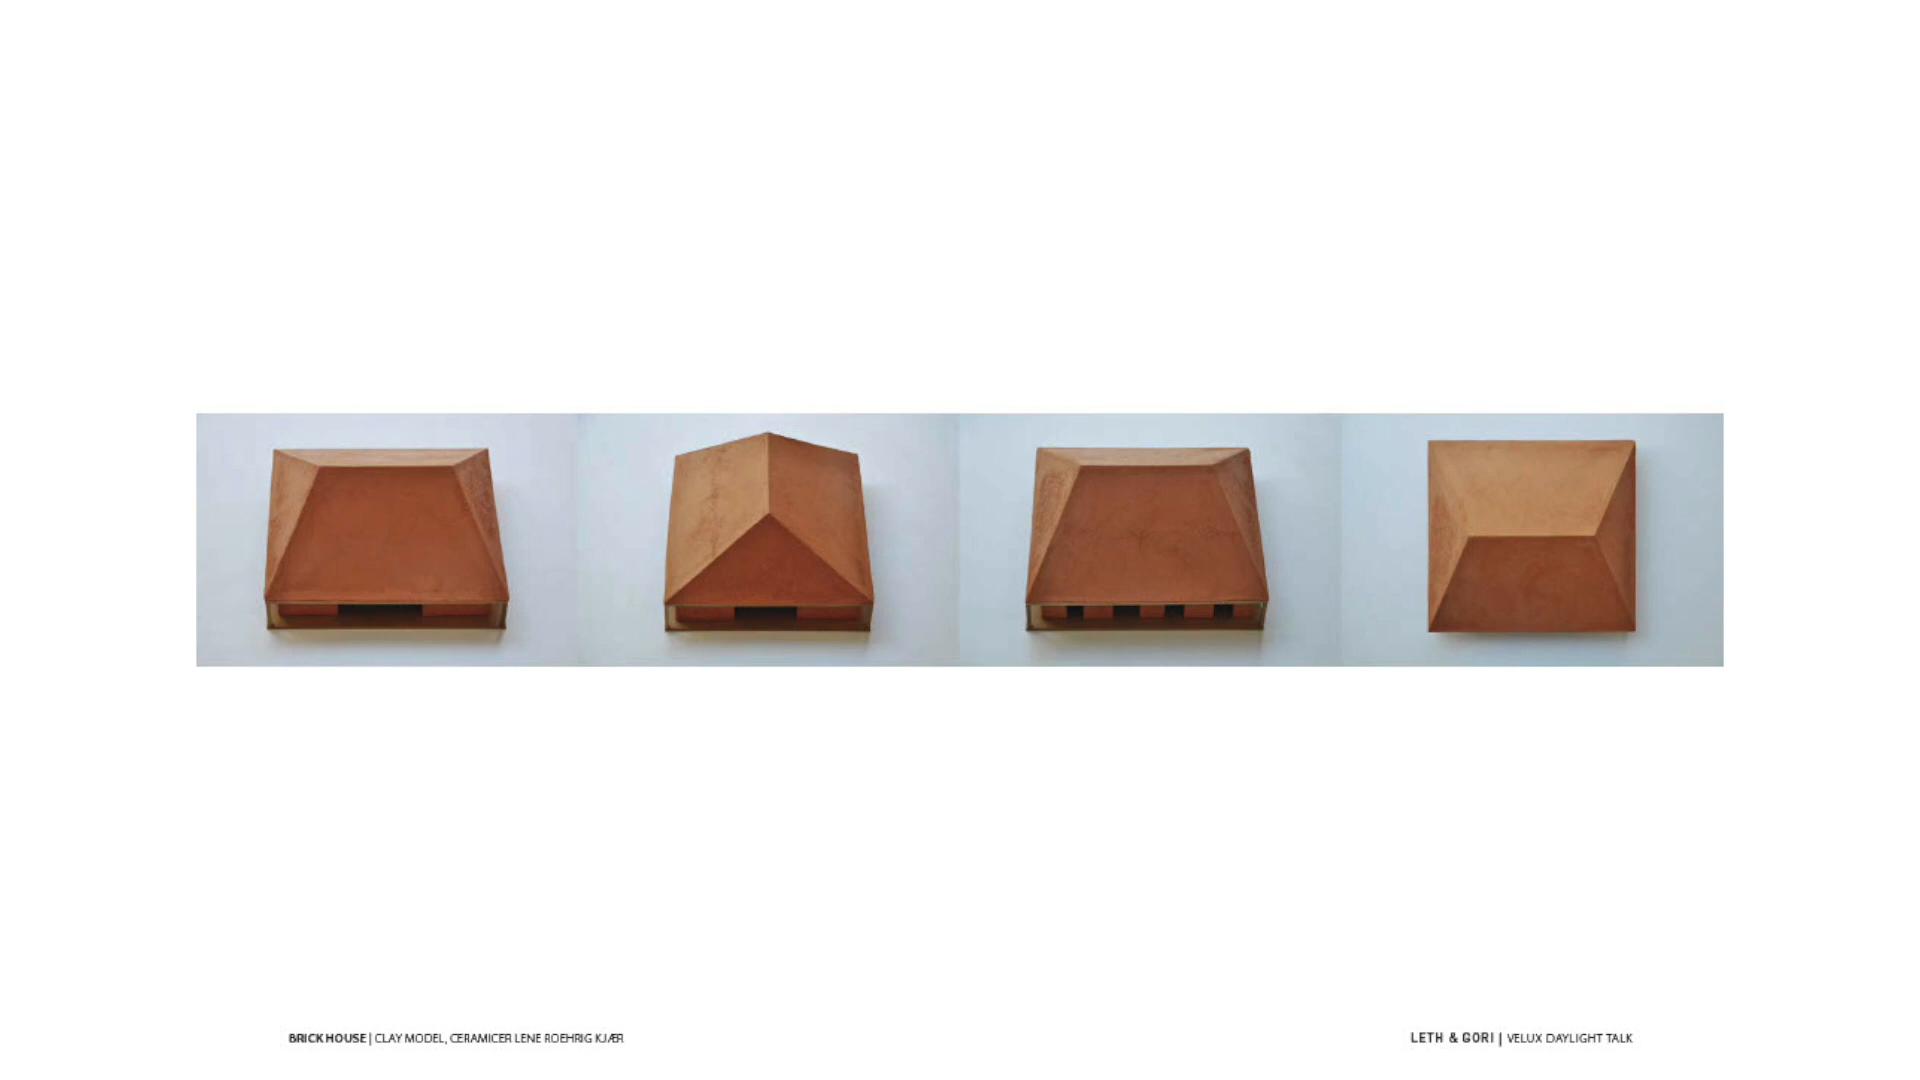 BRICK HOUSE | CLAY MODEL, CERAMICER LENE ROEHRIG KJÆR
LETH & GORI | VELUX DAYLIGHT TALK